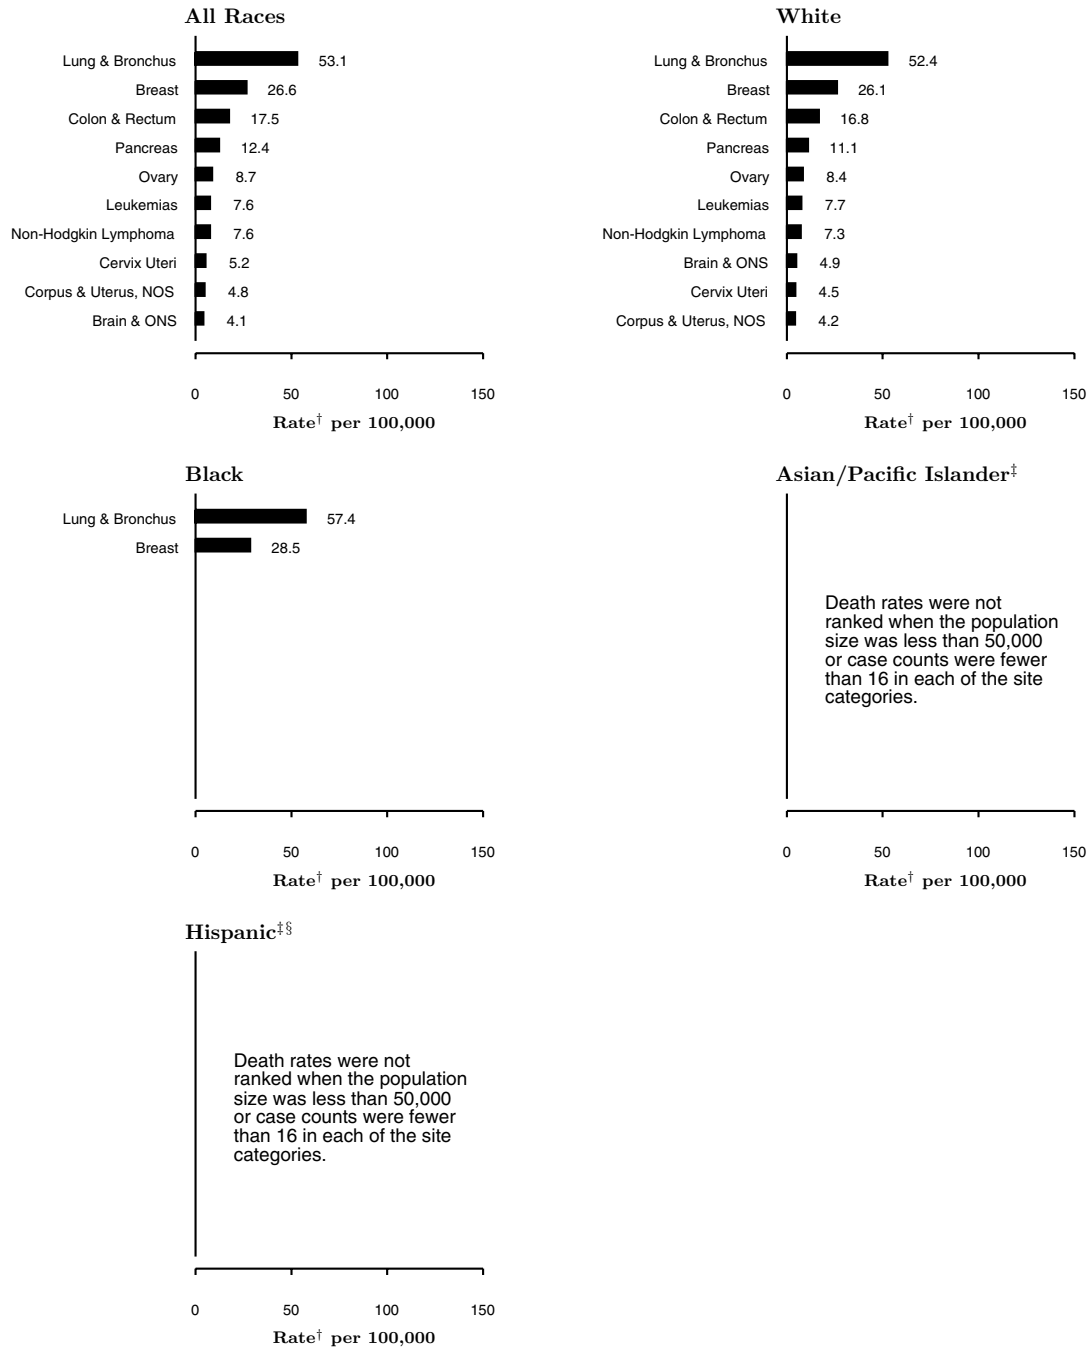 All Races
Lung & Bronchus 53.1
Breast 26.6
Colon & Rectum 17.5
Pancreas 12.4
Ovary 8.7
Leukemias 7.6
Non-Hodgkin Lymphoma 7.6
Cervix Uteri 5.2
Corpus & Uterus, NOS 4.8
Brain & ONS 4.1
0 50 100 150
Rate† per 100,000
White
Lung & Bronchus 52.4
Breast 26.1
Colon & Rectum 16.8
Pancreas 11.1
Ovary 8.4
Leukemias 7.7
Non-Hodgkin Lymphoma 7.3
Brain & ONS 4.9
Cervix Uteri 4.5
Corpus & Uterus, NOS 4.2
0 50 100 150
Rate† per 100,000
Black
Lung & Bronchus 57.4
Breast 28.5
0 50 100 150
Rate† per 100,000
Asian/Pacific Islander‡
Death rates were not
ranked when the population
size was less than 50,000
or case counts were fewer
than 16 in each of the site
categories.
0 50 100 150
Rate† per 100,000
Hispanic‡§
Death rates were not
ranked when the population
size was less than 50,000
or case counts were fewer
than 16 in each of the site
categories.
0 50 100 150
Rate† per 100,000